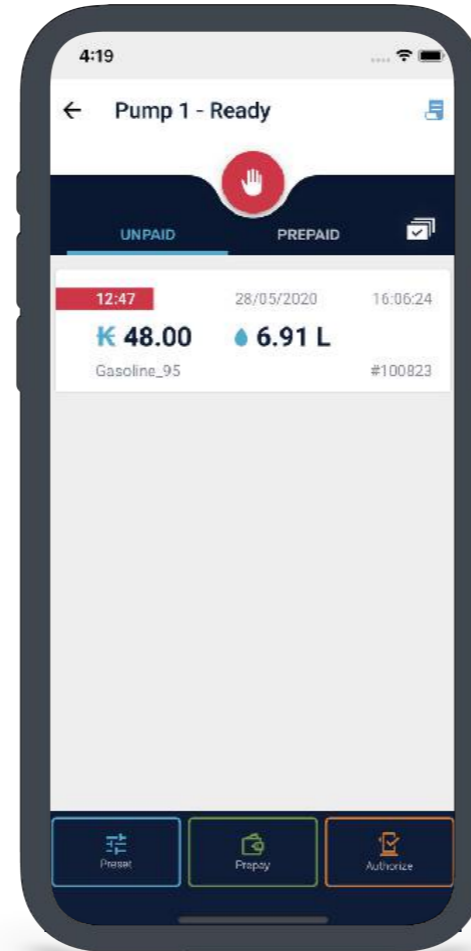 4:19
Pump 1 - Ready
UNPAID PREPAID
12:47 28/05/2020 16:06:24
₭ 48.00 6.91 L
Gasoline_95 #100823
Preset Prepay Authorize